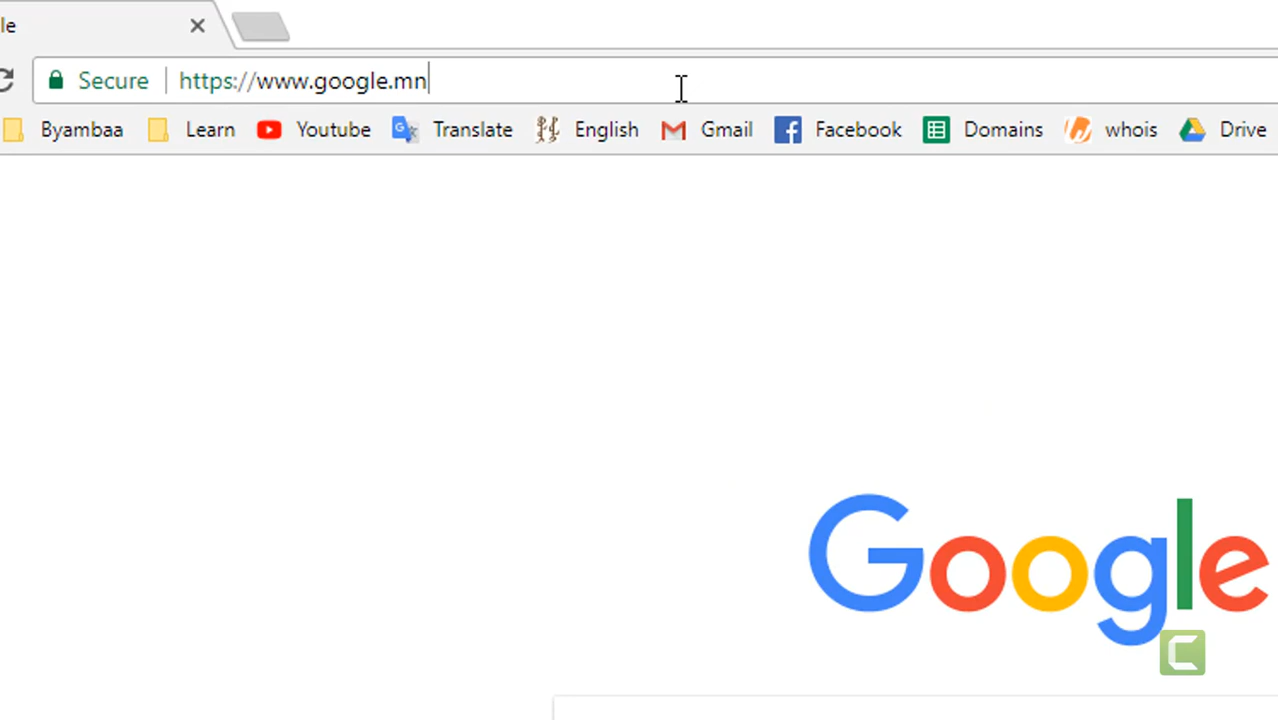 le
Secure https://www.google.mn
Byambaa Learn Youtube Translate English Gmail Facebook Domains whois Drive
Google